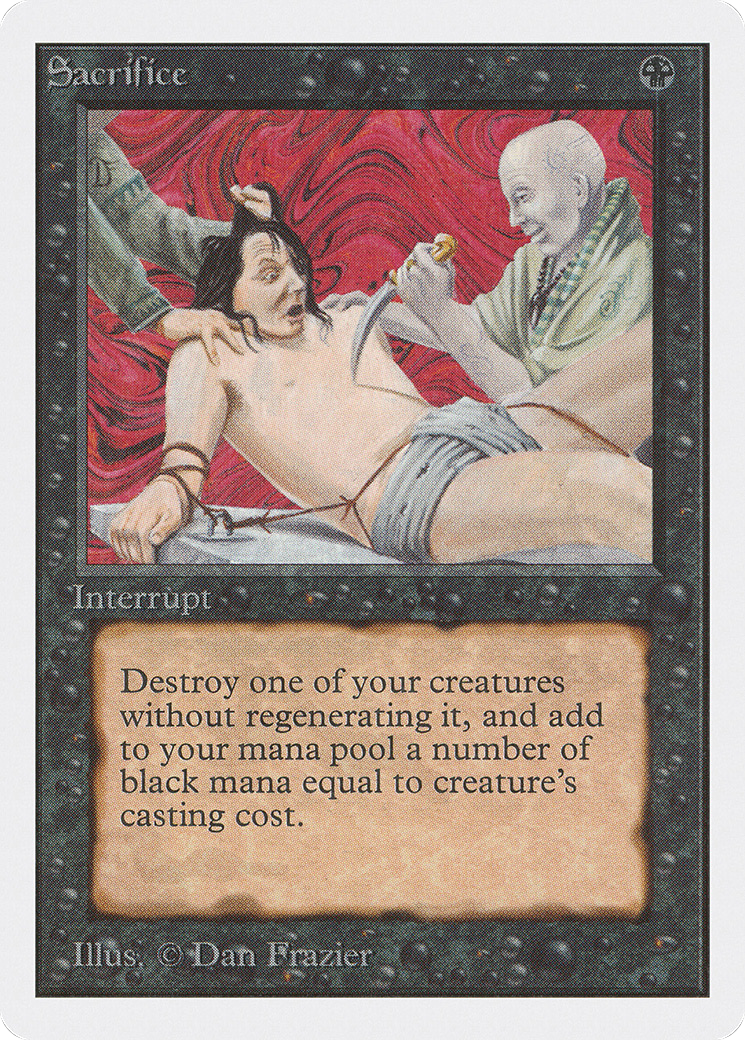 Sacrifice
Interrupt
Destroy one of your creatures
without regenerating it, and add
to your mana pool a number of
black mana equal to creature's
casting cost.
Illus. © Dan Frazier